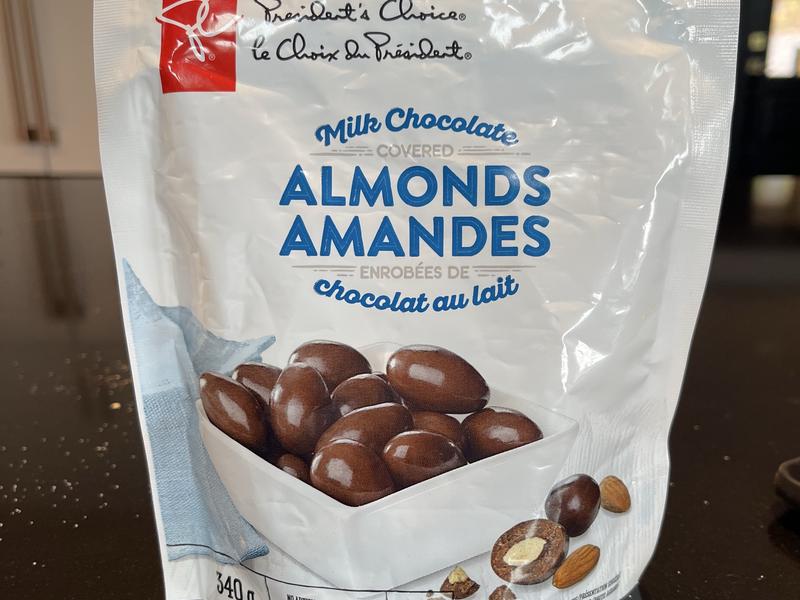 President's Choice®
le Choix du Président®
Milk Chocolate
COVERED
ALMONDS
AMANDES
ENROBÉES DE
chocolat au lait
340 g